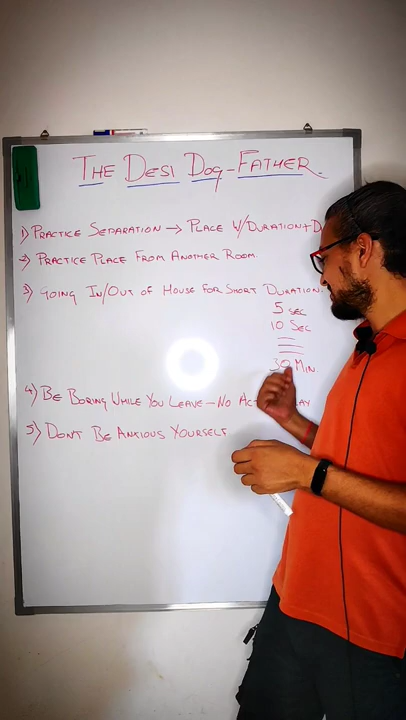 THE DESI DOG-FATHER.
1) PRACTICE SEPARATION → PLACE W/DURATION+D
2) PRACTICE PLACE FROM ANOTHER ROOM.
3) GOING IN/OUT OF HOUSE FOR SHORT DURATION
5 SEC
10 SEC
30 MIN.
4) BE BORING WHILE YOU LEAVE – NO
5) DON'T BE ANXIOUS YOURSELF